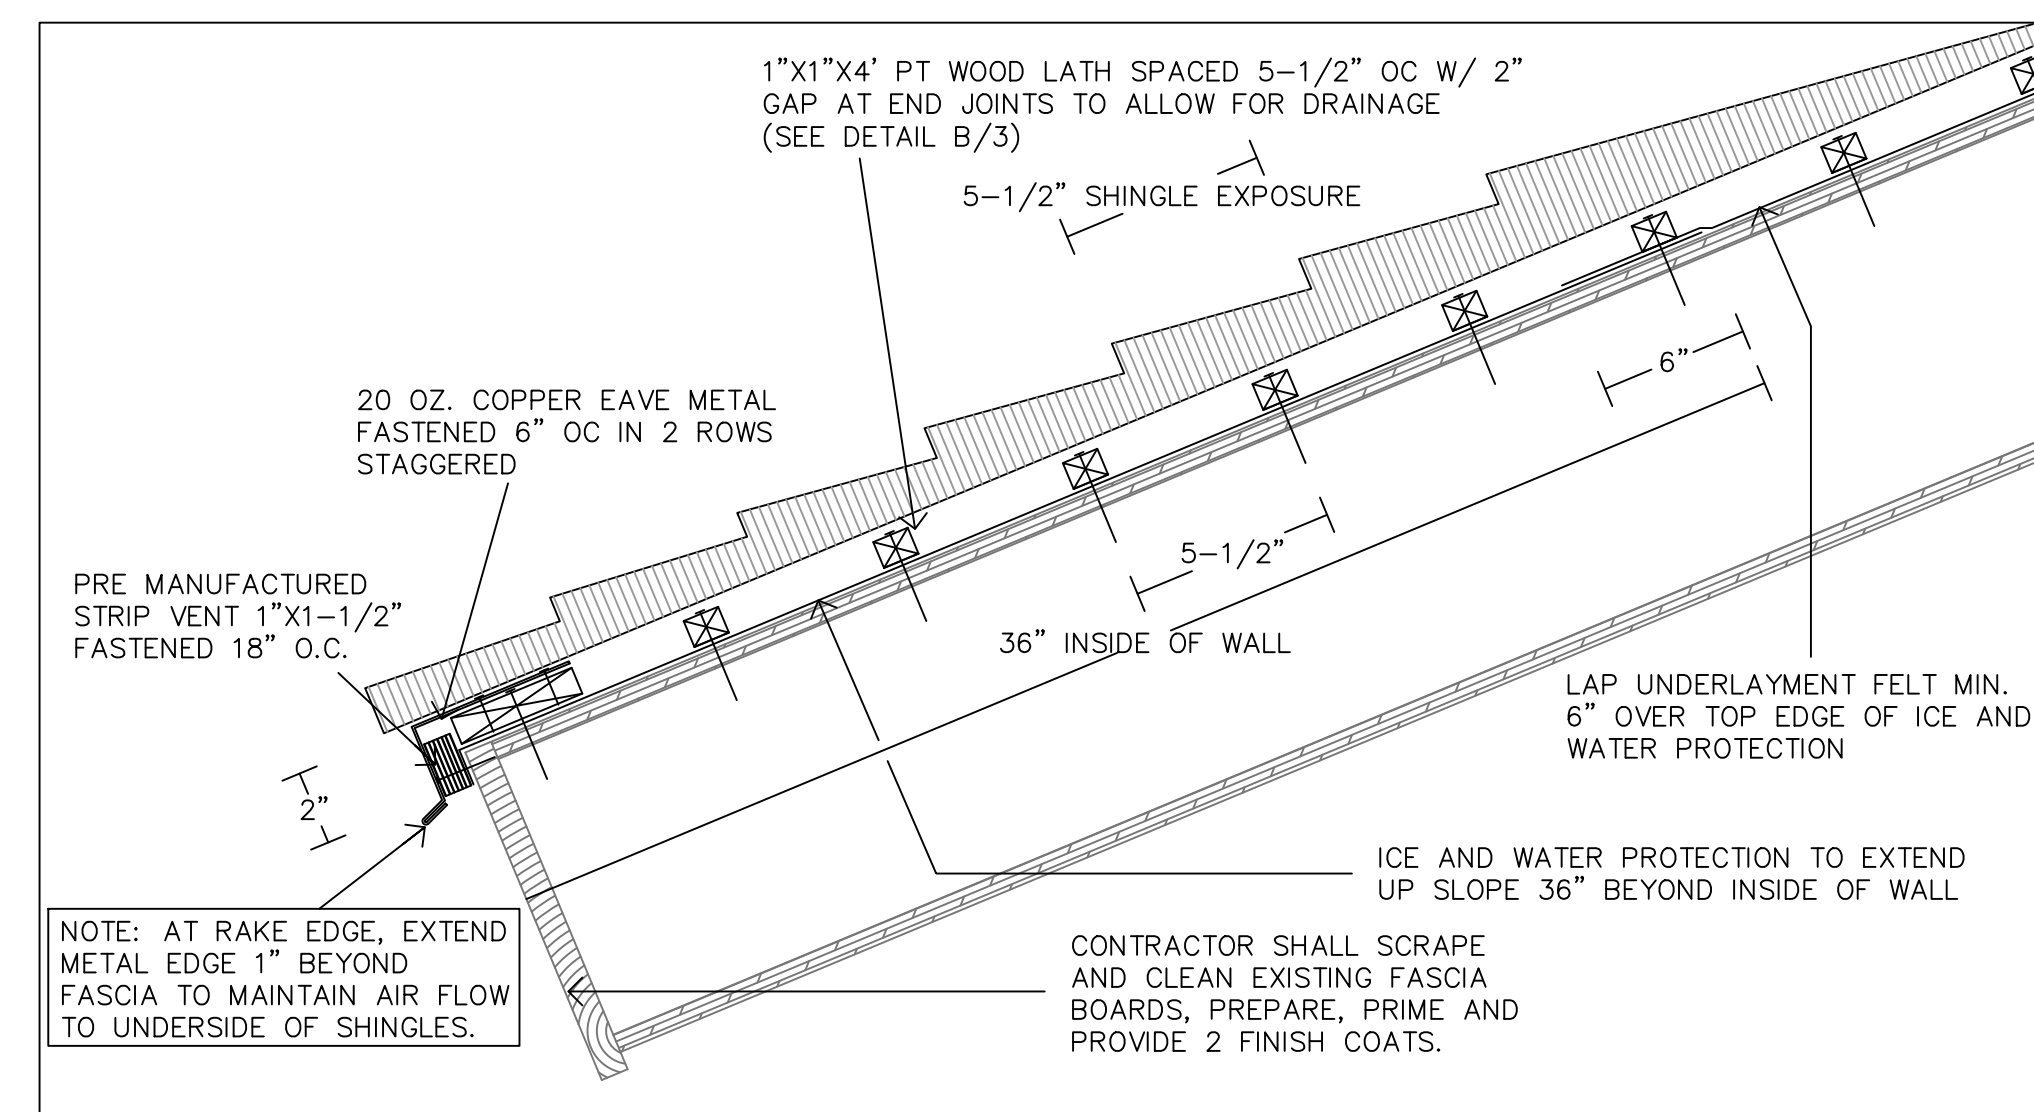 1”X1”X4’ PT WOOD LATH SPACED 5-1/2” OC W/ 2”
GAP AT END JOINTS TO ALLOW FOR DRAINAGE
(SEE DETAIL B/3)
5-1/2” SHINGLE EXPOSURE
6”
20 OZ. COPPER EAVE METAL
FASTENED 6” OC IN 2 ROWS
STAGGERED
5-1/2”
PRE MANUFACTURED
STRIP VENT 1”X1-1/2”
FASTENED 18” O.C.
36” INSIDE OF WALL
LAP UNDERLAYMENT FELT MIN.
6” OVER TOP EDGE OF ICE AND
WATER PROTECTION
2”
ICE AND WATER PROTECTION TO EXTEND
UP SLOPE 36” BEYOND INSIDE OF WALL
NOTE: AT RAKE EDGE, EXTEND
METAL EDGE 1” BEYOND
FASCIA TO MAINTAIN AIR FLOW
TO UNDERSIDE OF SHINGLES.
CONTRACTOR SHALL SCRAPE
AND CLEAN EXISTING FASCIA
BOARDS, PREPARE, PRIME AND
PROVIDE 2 FINISH COATS.